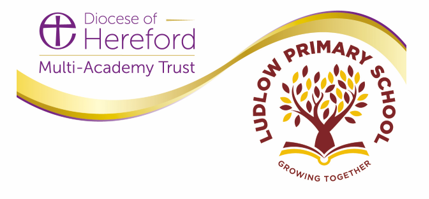 Diocese of
Hereford
Multi-Academy Trust
LUDLOW PRIMARY SCHOOL
GROWING TOGETHER